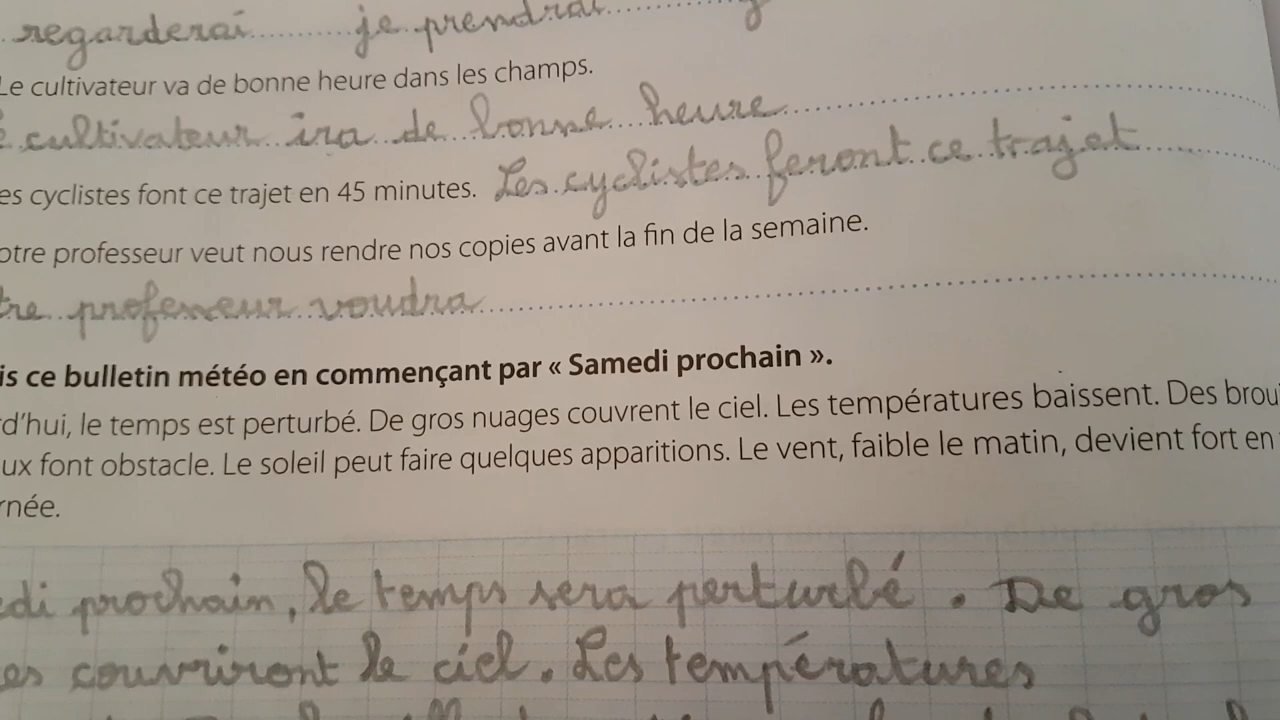 regarderai je prendrai
Le cultivateur va de bonne heure dans les champs.
cultivateur ira de bonne heure
es cyclistes font ce trajet en 45 minutes. Les cyclistes feront ce trajet
otre professeur veut nous rendre nos copies avant la fin de la semaine.
tre professeur voudra
is ce bulletin météo en commençant par « Samedi prochain ».
rd'hui, le temps est perturbé. De gros nuages couvrent le ciel. Les températures baissent. Des brou
ux font obstacle. Le soleil peut faire quelques apparitions. Le vent, faible le matin, devient fort en
rnée.
edi prochain, le temps sera perturbé. De gros
es couvriront le ciel. Les températures